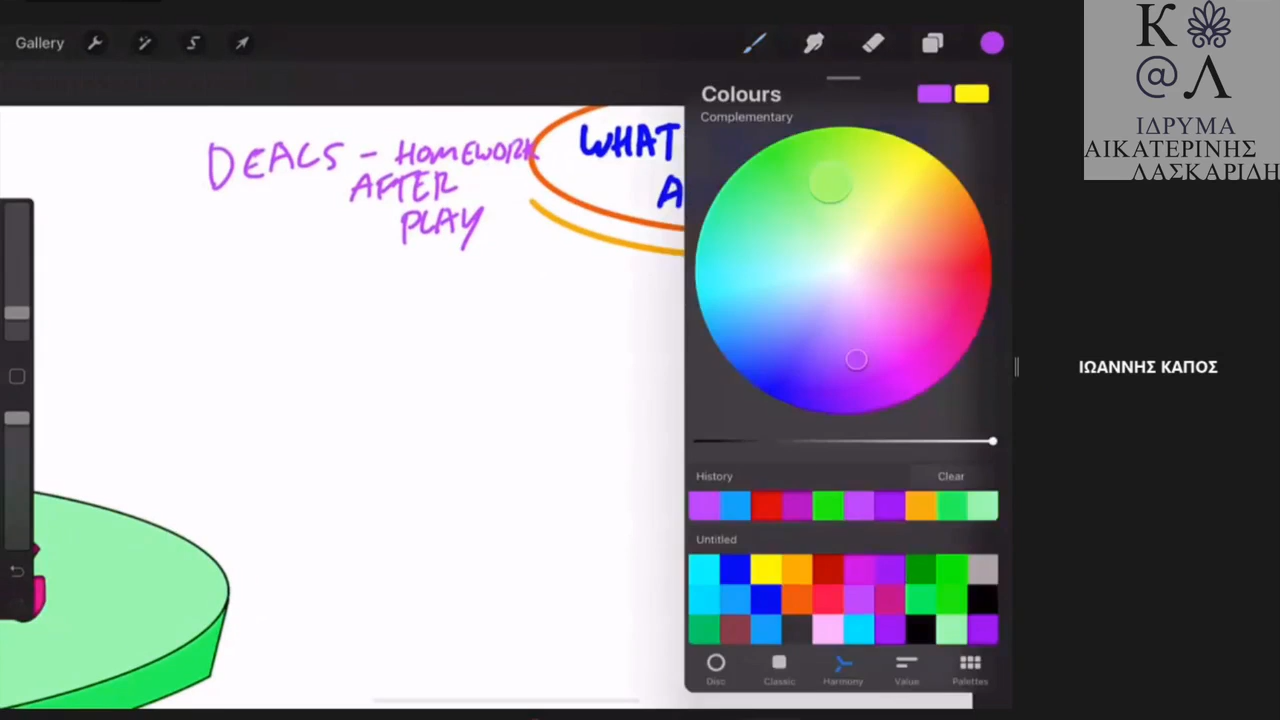 Gallery
DEALS - HOMEWORK
AFTER
PLAY
WHAT
A
Colours
Complementary
History
Clear
Untitled
Disc
Classic
Harmony
Value
Palettes
Κ
@Λ
ΙΔΡΥΜΑ
ΑΙΚΑΤΕΡΙΝΗΣ
ΛΑΣΚΑΡΙΔΗ
ΙΩΑΝΝΗΣ ΚΑΠΟΣ